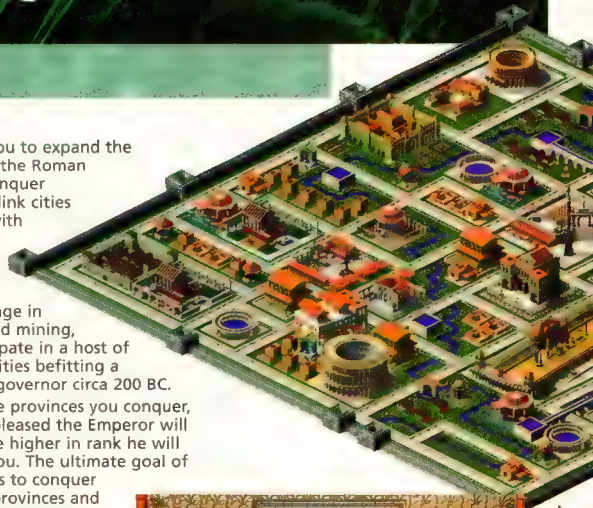 ou to expand the
the Roman
nquer
link cities
with
ge in
d mining,
pate in a host of
ities befitting a
governor circa 200 BC.
e provinces you conquer,
leased the Emperor will
e higher in rank he will
ou. The ultimate goal of
s to conquer
provinces and